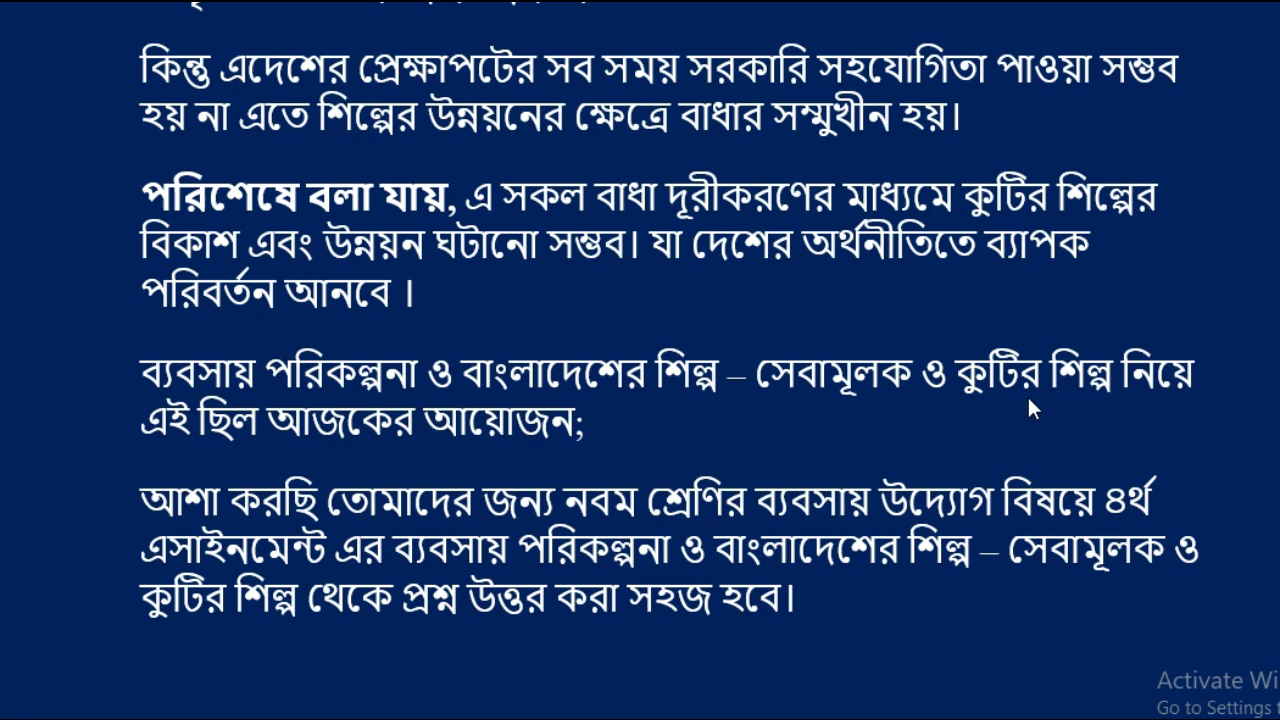 কিন্তু এদেশের প্রেক্ষাপটের সব সময় সরকারি সহযোগিতা পাওয়া সম্ভব
হয় না এতে শিল্পের উন্নয়নের ক্ষেত্রে বাধার সম্মুখীন হয়।
পরিশেষে বলা যায়, এ সকল বাধা দূরীকরণের মাধ্যমে কুটির শিল্পের
বিকাশ এবং উন্নয়ন ঘটানো সম্ভব। যা দেশের অর্থনীতিতে ব্যাপক
পরিবর্তন আনবে ।
ব্যবসায় পরিকল্পনা ও বাংলাদেশের শিল্প – সেবামূলক ও কুটির শিল্প নিয়ে
এই ছিল আজকের আয়োজন;
আশা করছি তোমাদের জন্য নবম শ্রেণির ব্যবসায় উদ্যোগ বিষয়ে ৪র্থ
এসাইনমেন্ট এর ব্যবসায় পরিকল্পনা ও বাংলাদেশের শিল্প – সেবামূলক ও
কুটির শিল্প থেকে প্রশ্ন উত্তর করা সহজ হবে।
Activate Wi
Go to Settings